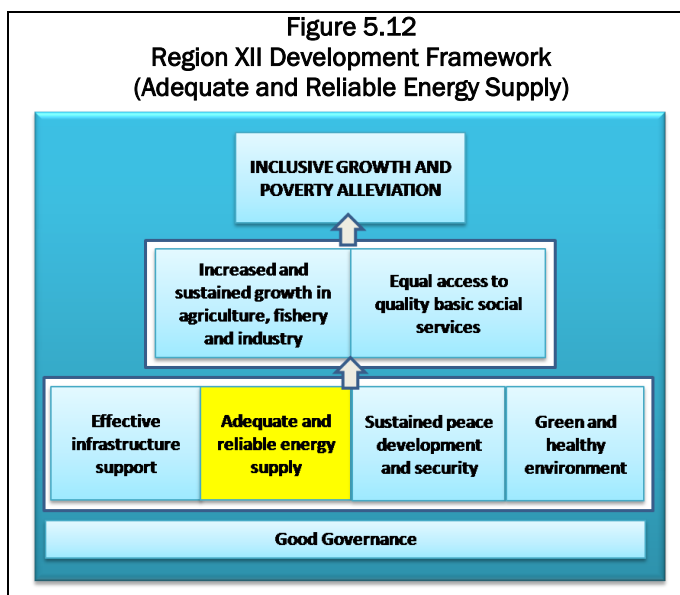 Figure 5.12
Region XII Development Framework
(Adequate and Reliable Energy Supply)
INCLUSIVE GROWTH AND
POVERTY ALLEVIATION
Increased and
sustained growth in
agriculture, fishery
and industry
Equal access to
quality basic social
services
Effective
infrastructure
support
Adequate and
reliable energy
supply
Sustained peace
development
and security
Green and
healthy
environment
Good Governance